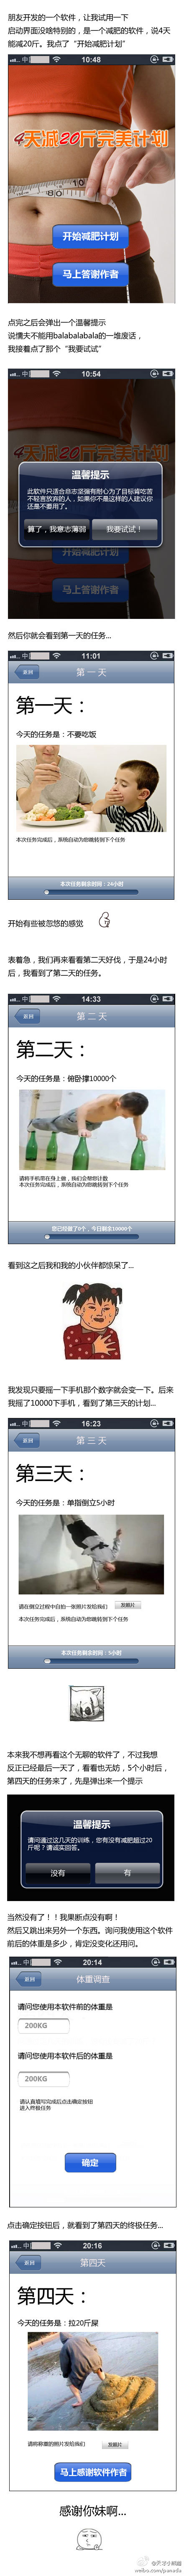 朋友开发的一个软件，让我试用一下
启动界面没啥特别的，是一个减肥的软件，说4天
能减20斤。我点了“开始减肥计划”
中 10:48
4天减20斤完美计划
开始减肥计划
马上答谢作者
点完之后会弹出一个温馨提示
说懦夫不能用balabalabala的一堆废话，
我接着点了那个“我要试试”
中 10:54
4天减20斤完美计划
温馨提示
此软件只适合意志坚强有耐心为了目标肯吃苦
不轻言放弃的人，如果你不是这样的人建议你
还是不要用了。
算了，我意志薄弱
我要试试！
开始减肥计划
马上答谢作者
然后你就会看到第一天的任务...
中 11:01
返回
第一天
第一天：
今天的任务是：不要吃饭
本次任务完成后，系统自动为您跳转到下个任务
本次任务剩余时间：24小时
开始有些被忽悠的感觉
表着急，我们再来看看第二天好伐，于是24小时
后，我看到了第二天的任务。
中 14:33
返回
第二天
第二天：
今天的任务是：俯卧撑10000个
请将手机带在身上做，我们会帮您计数
本次任务完成后，系统自动为您跳转到下个任务
您已经做了0个，今日剩余10000个
看到这之后我和我的小伙伴都惊呆了...
我发现只要摇一下手机那个数字就会变一下。后来
我摇了10000下手机，看到了第三天的计划...
中 16:23
返回
第三天
第三天：
今天的任务是：单指倒立5小时
请在倒立过程中自拍一张照片发给我们
发照片
本次任务完成后，系统自动为您跳转到下个任务
本次任务剩余时间：5小时
本来我不想再看这个无聊的软件了，不过我想
反正已经最后一天了，看看也无妨，5个小时后，
第四天的任务来了，先是弹出来一个提示
温馨提示
请问通过这几天的训练，您有没有减肥超过20
斤呢？请诚实回答。
没有
有
当然没有了！！我果断点没有啊！
然后又跳出来另外一个东西。询问我使用这个软件
前后的体重是多少，肯定没变化还用问。
中 20:14
返回
体重调查
请问您使用本软件前的体重是
200KG
请问您使用本软件后的体重是
200KG
请认真填写完成后点击确定按钮
进入终极任务
确定
点击确定按钮后，就看到了第四天的终极任务...
中 20:16
返回
第四天
第四天：
今天的任务是：拉20斤屎
发照片
马上感谢软件作者
感谢你妹啊...